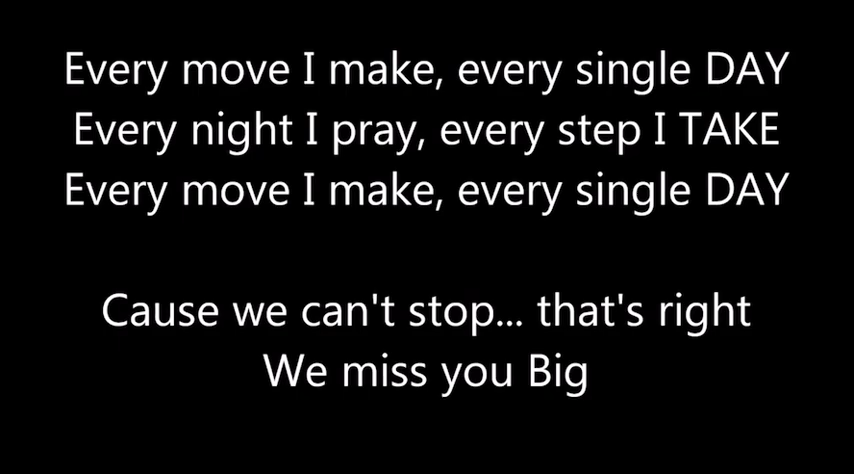 Every move I make, every single DAY
Every night I pray, every step I TAKE
Every move I make, every single DAY
Cause we can't stop... that's right
We miss you Big